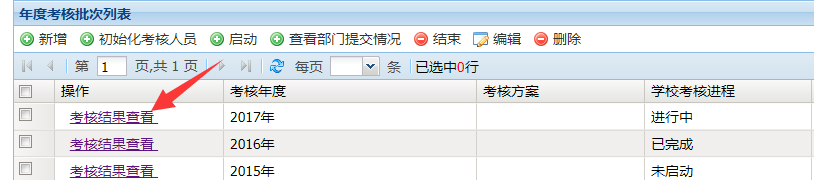 年度考核批次列表
新增 初始化考核人员 启动 查看部门提交情况 结束 编辑 删除
第 1 页,共 1 页 每页 条 已选中0行
操作 考核年度 考核方案 学校考核进程
考核结果查看 2017年 进行中
考核结果查看 2016年 已完成
考核结果查看 2015年 未启动